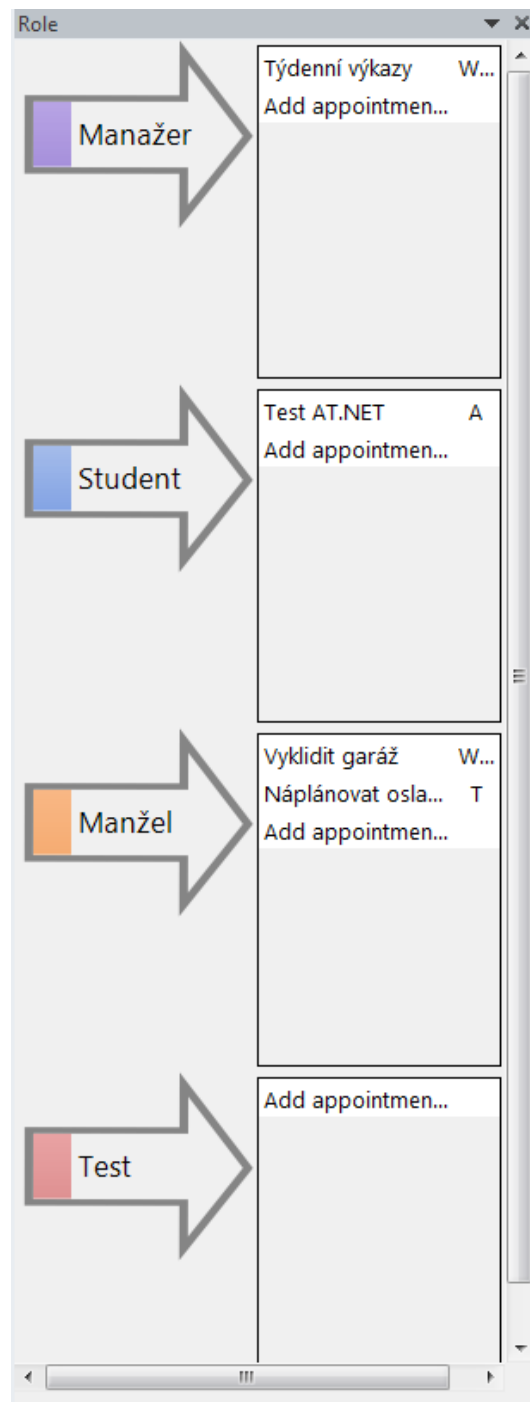 Role
Manažer
Týdenní výkazy W...
Add appointmen...
Student
Test AT.NET A
Add appointmen...
Manžel
Vyklidit garáž W...
Náplánovat osla... T
Add appointmen...
Test
Add appointmen...